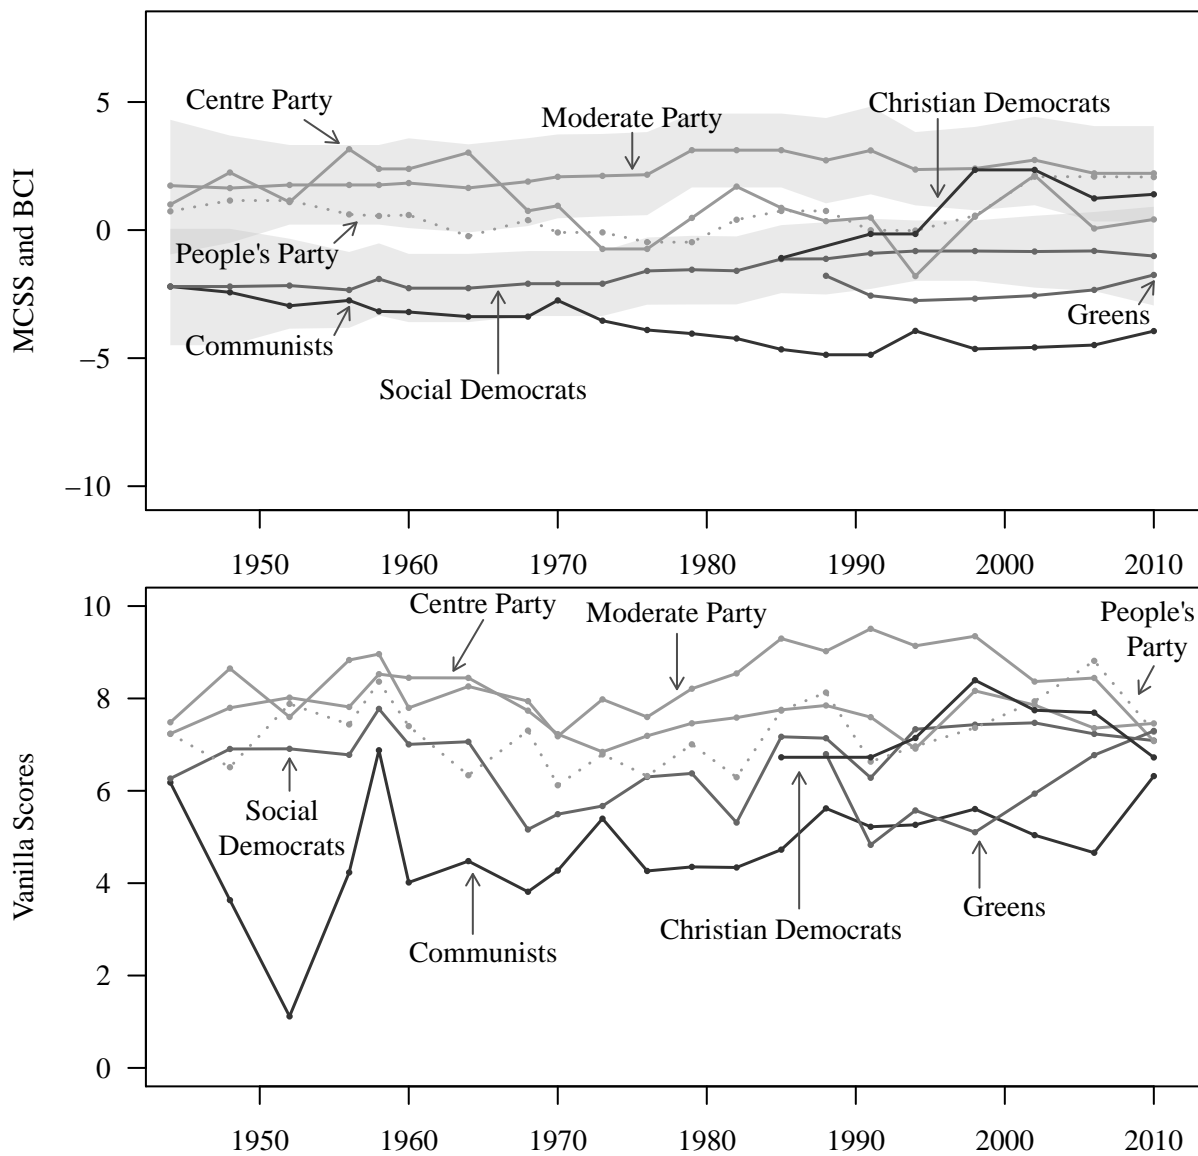 MCSS and BCI
5
0
−5
−10
Centre Party
Moderate Party
Christian Democrats
People's Party
Communists
Social Democrats
Greens
1950 1960 1970 1980 1990 2000 2010
Vanilla Scores
10
8
6
4
2
0
Centre Party
Moderate Party
People's
Party
Social
Democrats
Communists
Christian Democrats
Greens
1950 1960 1970 1980 1990 2000 2010